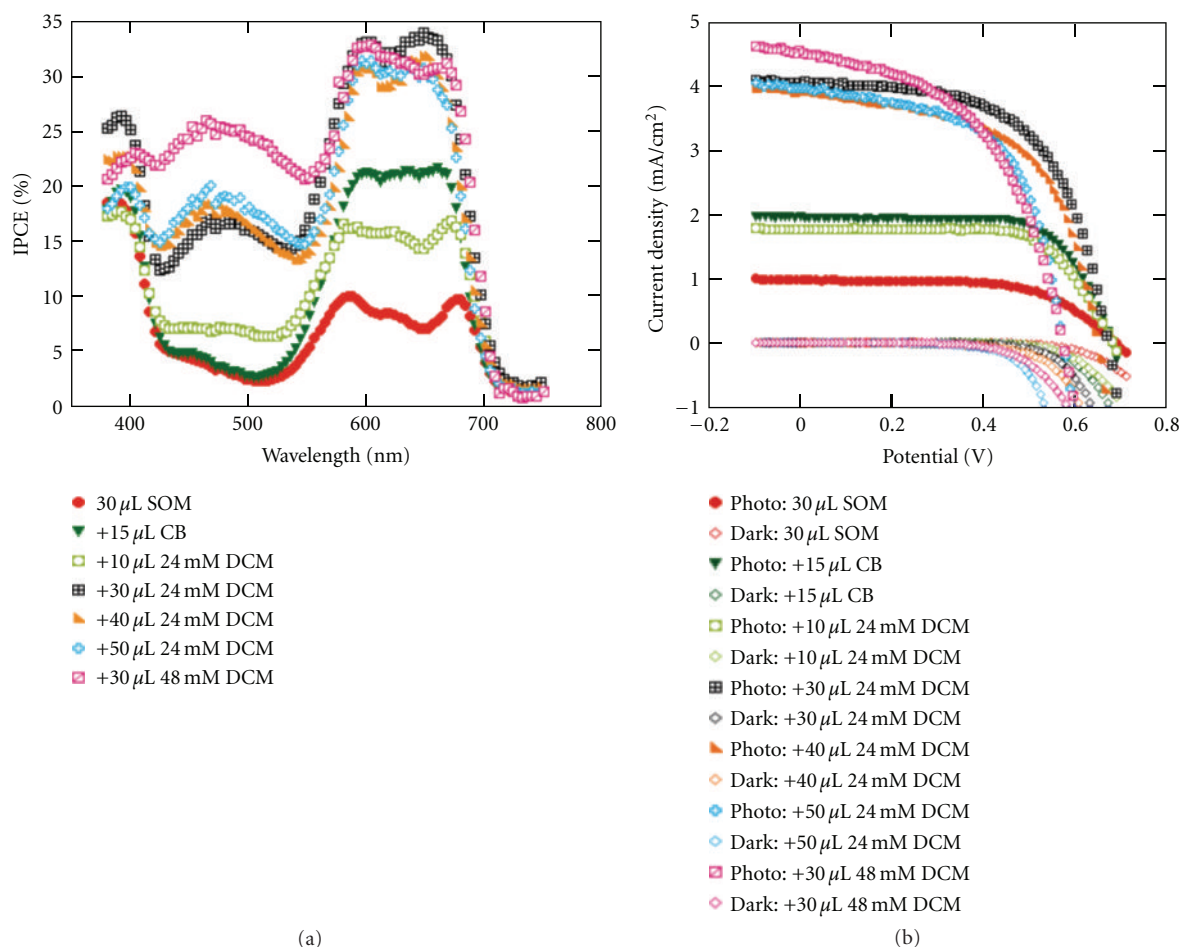 35
30
25
20
15
10
5
0
IPCE (%)
400
500
600
700
800
Wavelength (nm)
30 μL SOM
+15 μL CB
+10 μL 24 mM DCM
+30 μL 24 mM DCM
+40 μL 24 mM DCM
+50 μL 24 mM DCM
+30 μL 48 mM DCM
(a)
5
4
3
2
1
0
−1
Current density (mA/cm²)
−0.2
0
0.2
0.4
0.6
0.8
Potential (V)
Photo: 30 μL SOM
Dark: 30 μL SOM
Photo: +15 μL CB
Dark: +15 μL CB
Photo: +10 μL 24 mM DCM
Dark: +10 μL 24 mM DCM
Photo: +30 μL 24 mM DCM
Dark: +30 μL 24 mM DCM
Photo: +40 μL 24 mM DCM
Dark: +40 μL 24 mM DCM
Photo: +50 μL 24 mM DCM
Dark: +50 μL 24 mM DCM
Photo: +30 μL 48 mM DCM
Dark: +30 μL 48 mM DCM
(b)